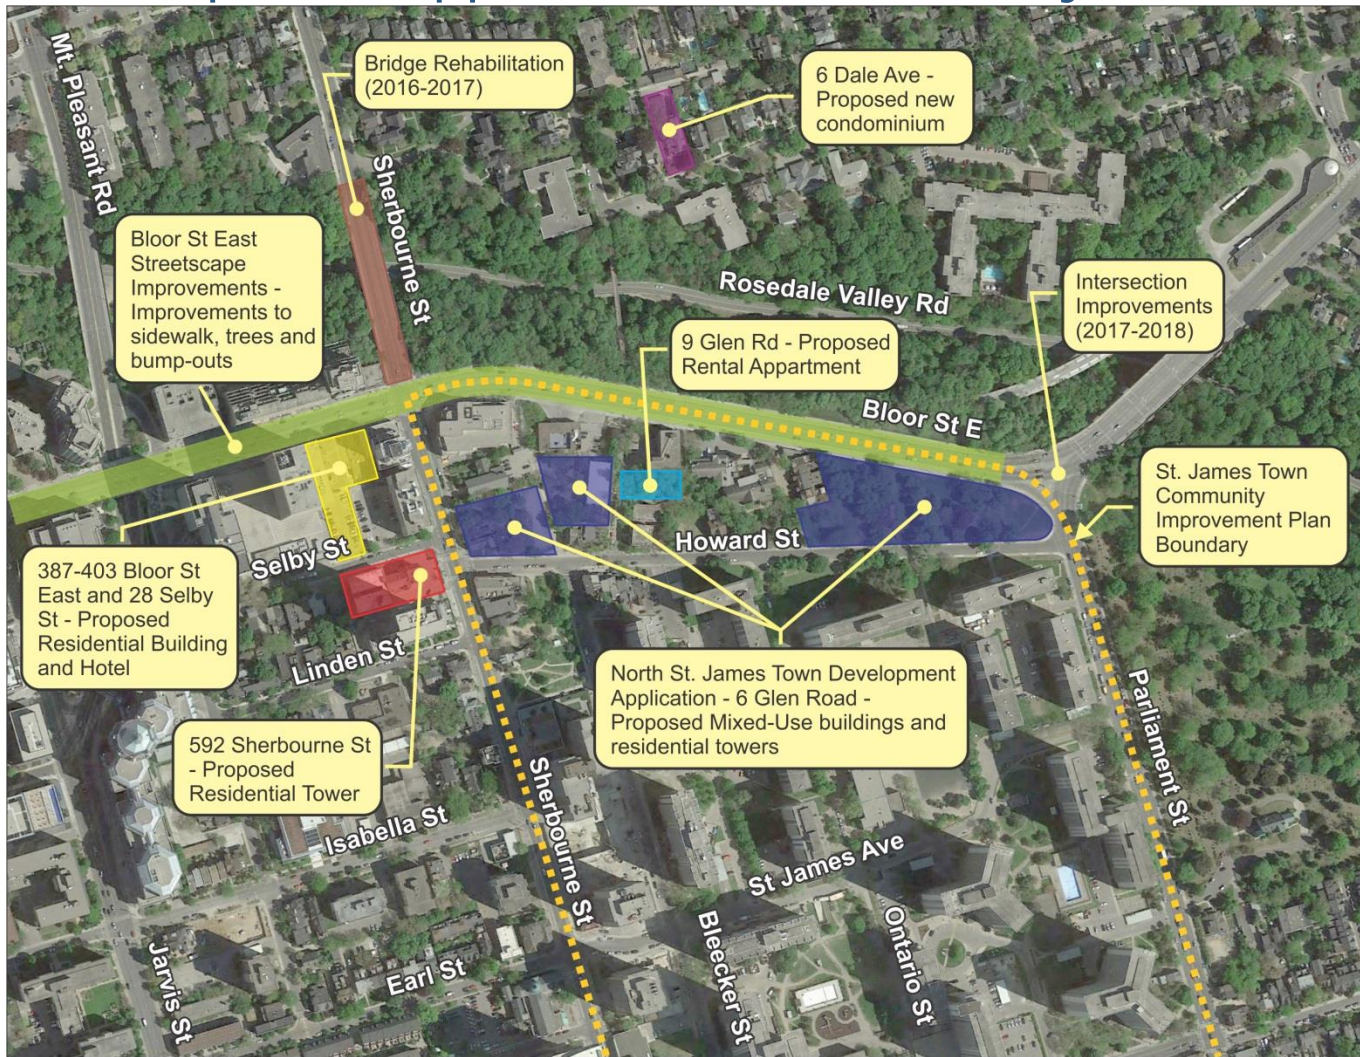 Mt. Pleasant Rd
Bridge Rehabilitation
(2016-2017)
6 Dale Ave -
Proposed new
condominium
Sherbourne St
Bloor St East
Streetscape
Improvements -
Improvements to
sidewalk, trees and
bump-outs
Rosedale Valley Rd
Intersection
Improvements
(2017-2018)
9 Glen Rd - Proposed
Rental Appartment
Bloor St E
St. James Town
Community
Improvement Plan
Boundary
Selby St
Howard St
387-403 Bloor St
East and 28 Selby
St - Proposed
Residential Building
and Hotel
Linden St
North St. James Town Development
Application - 6 Glen Road -
Proposed Mixed-Use buildings and
residential towers
Parliament St
592 Sherbourne St
- Proposed
Residential Tower
Sherbourne St
Isabella St
St James Ave
Bleecker St
Ontario St
Jarvis St
Earl St